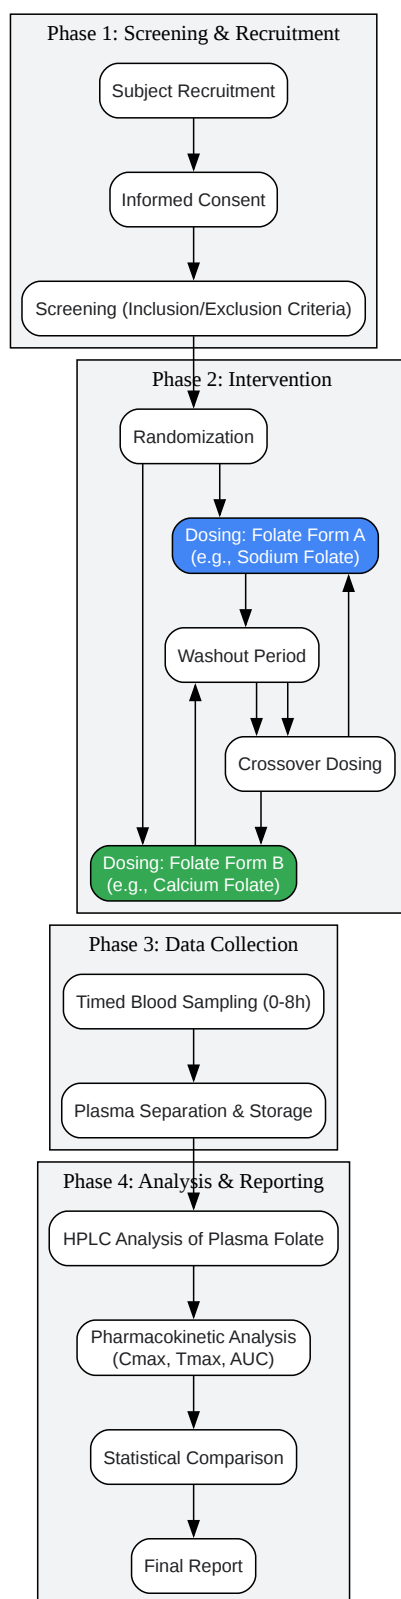 Phase 1: Screening & Recruitment
Subject Recruitment
Informed Consent
Screening (Inclusion/Exclusion Criteria)
Phase 2: Intervention
Randomization
Dosing: Folate Form A
(e.g., Sodium Folate)
Washout Period
Crossover Dosing
Dosing: Folate Form B
(e.g., Calcium Folate)
Phase 3: Data Collection
Timed Blood Sampling (0-8h)
Plasma Separation & Storage
Phase 4: Analysis & Reporting
HPLC Analysis of Plasma Folate
Pharmacokinetic Analysis
(Cmax, Tmax, AUC)
Statistical Comparison
Final Report